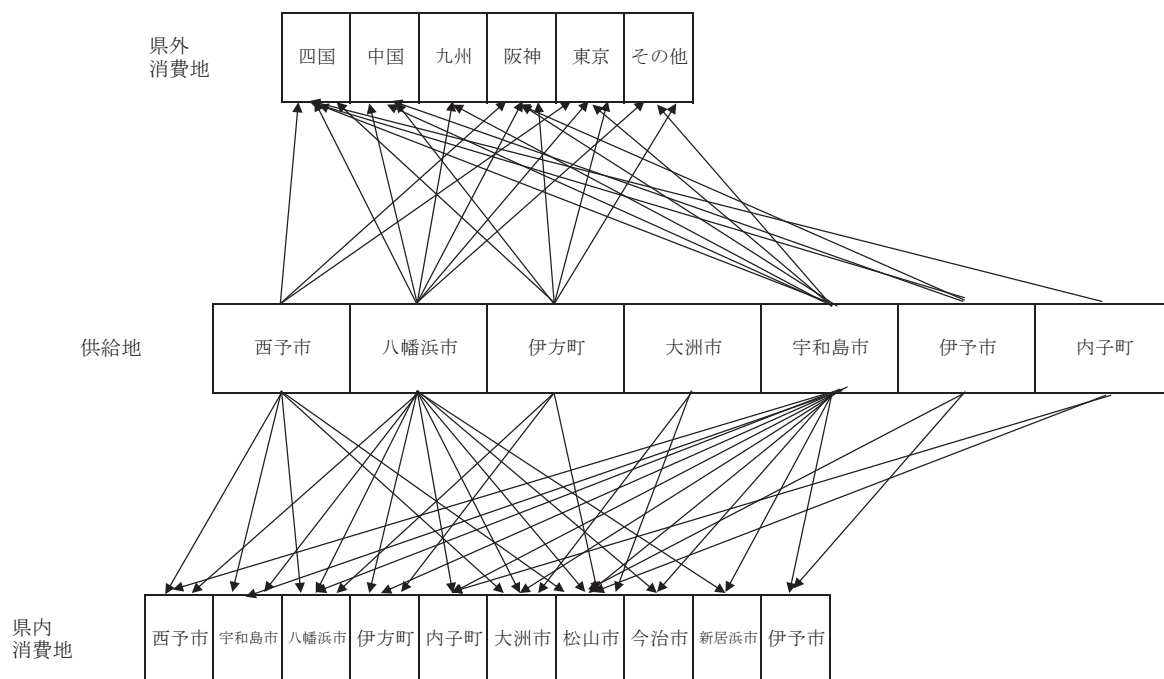 県外
消費地
四国 中国 九州 阪神 東京 その他
供給地
西予市 八幡浜市 伊方町 大洲市 宇和島市 伊予市 内子町
県内
消費地
西予市 宇和島市 八幡浜市 伊方町 内子町 大洲市 松山市 今治市 新居浜市 伊予市